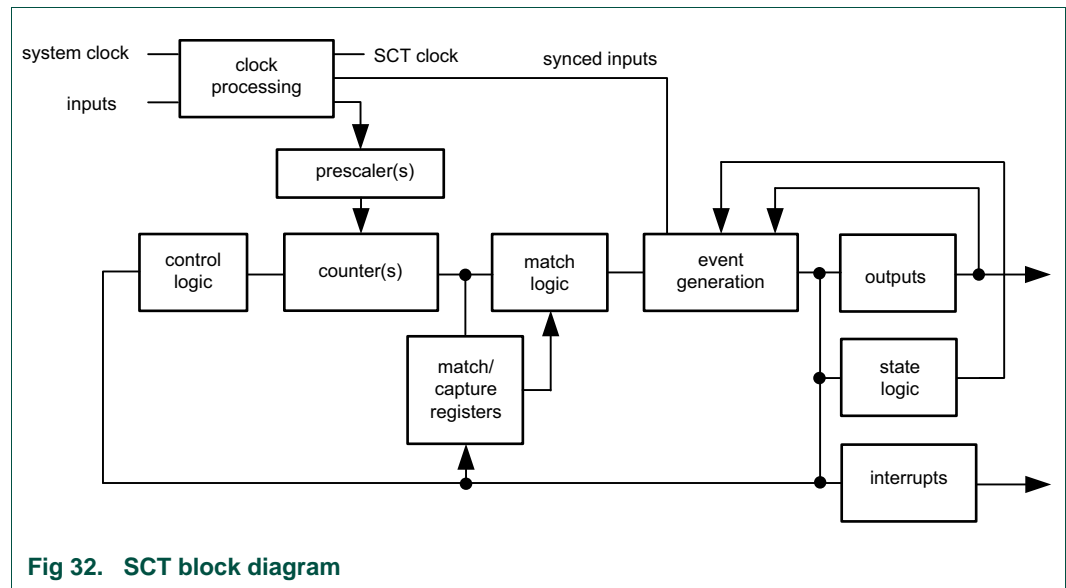 system clock
clock
processing
SCT clock
synced inputs
inputs
prescaler(s)
control
logic
counter(s)
match
logic
event
generation
outputs
match/
capture
registers
state
logic
interrupts
Fig 32. SCT block diagram